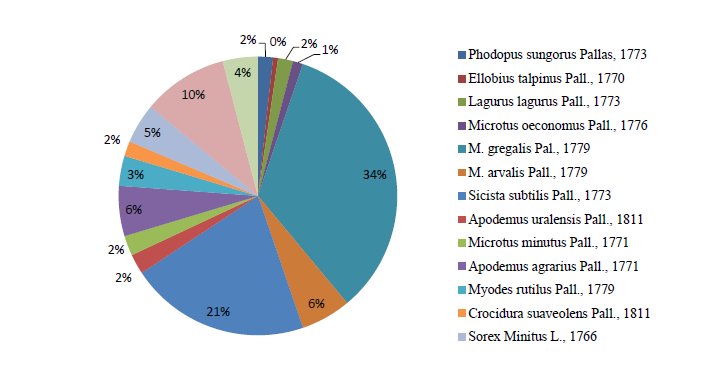 2%
0%
2%
1%
4%
10%
5%
2%
3%
6%
2%
2%
21%
6%
34%
Phodopus sungorus Pallas, 1773
Ellobius talpinus Pall., 1770
Lagurus lagurus Pall., 1773
Microtus oeconomus Pall., 1776
M. gregalis Pal., 1779
M. arvalis Pall., 1779
Sicista subtilis Pall., 1773
Apodemus uralensis Pall., 1811
Microtus minutus Pall., 1771
Apodemus agrarius Pall., 1771
Myodes rutilus Pall., 1779
Crocidura suaveolens Pall., 1811
Sorex Minitus L., 1766